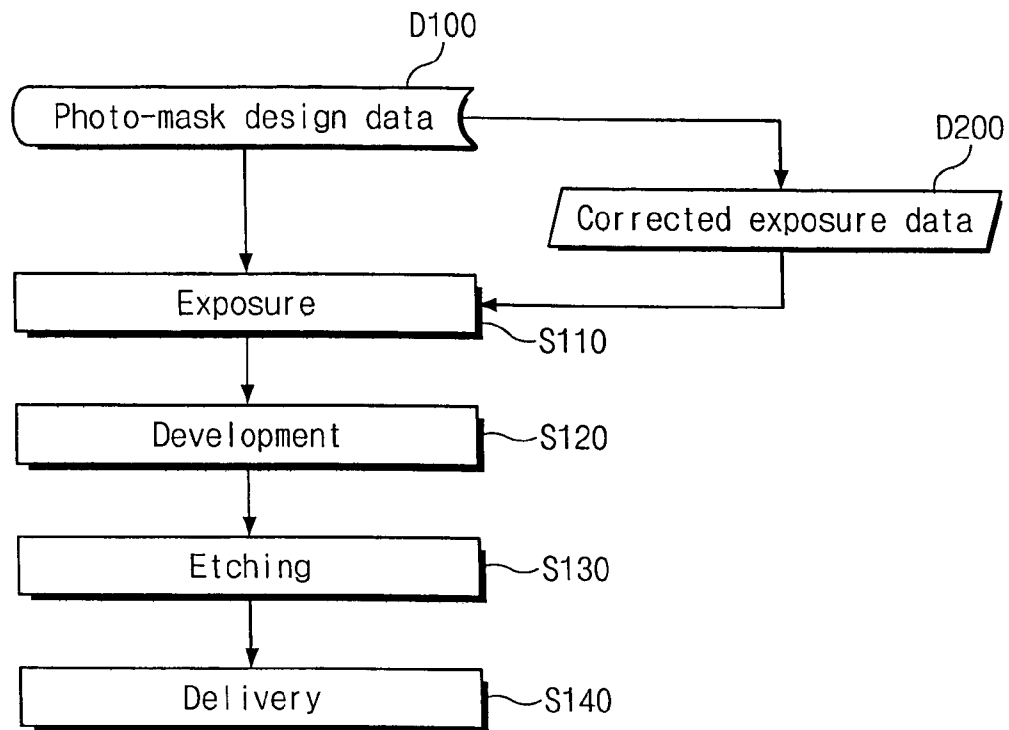 D100
Photo-mask design data
D200
Corrected exposure data
Exposure
S110
Development
S120
Etching
S130
Delivery
S140